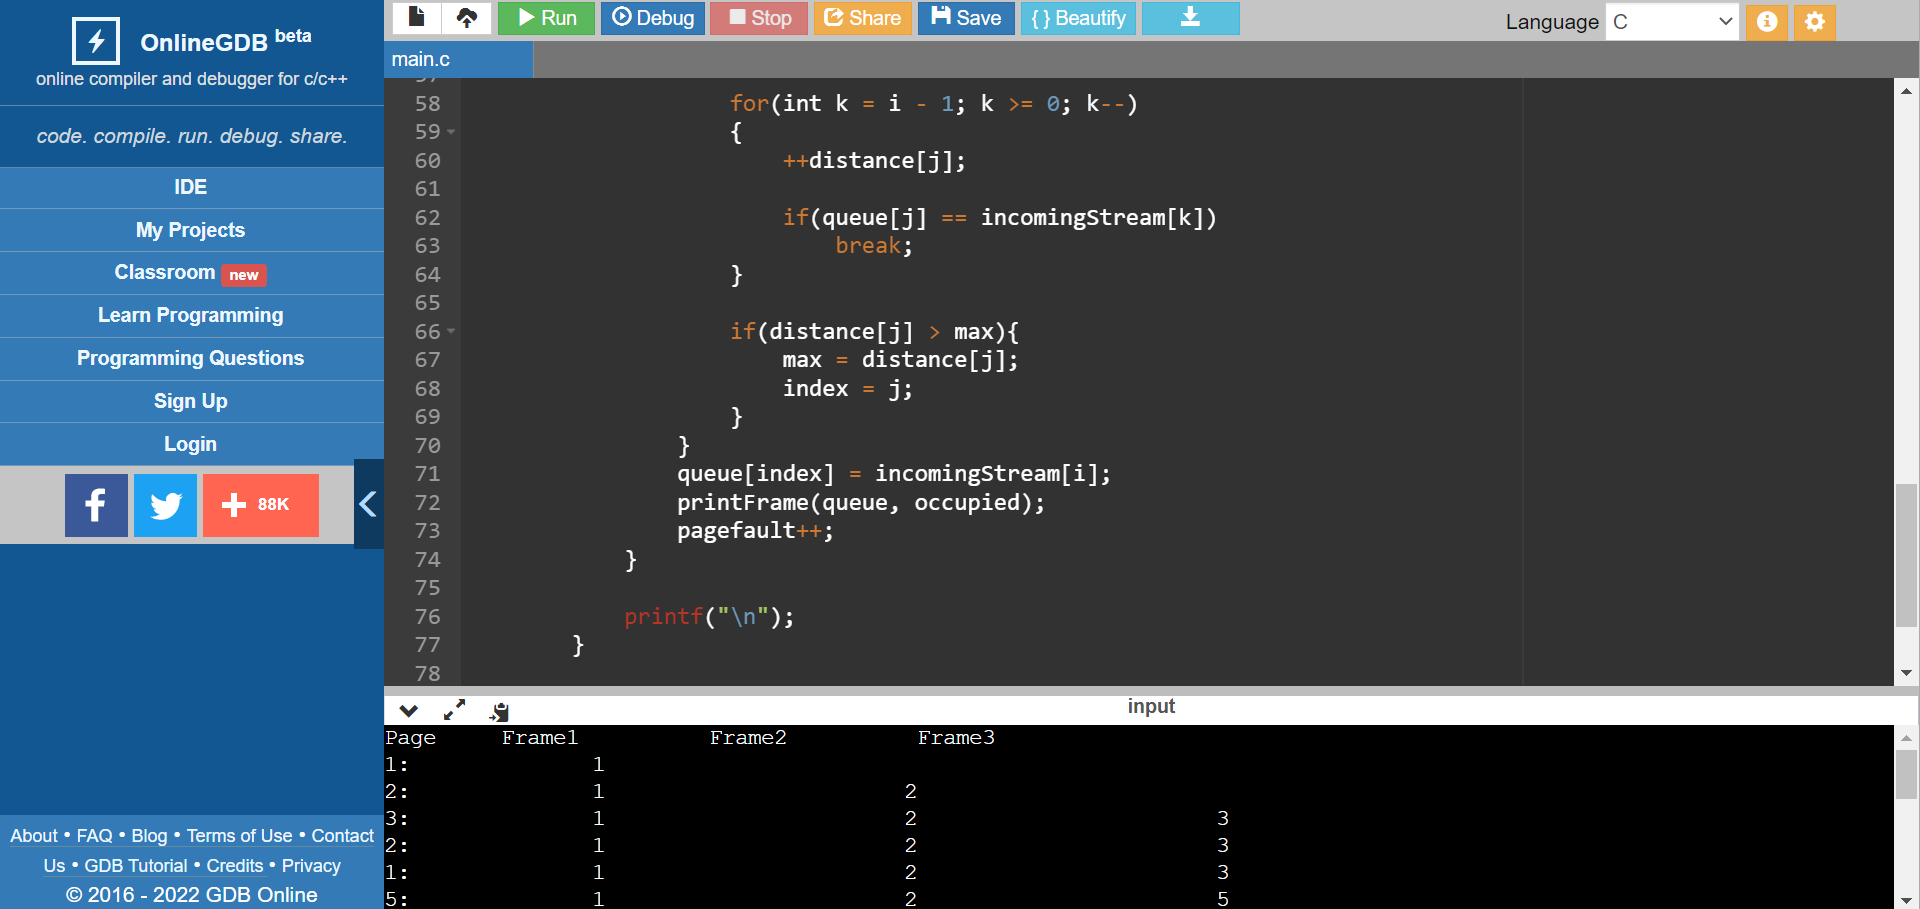 OnlineGDB beta
online compiler and debugger for c/c++
code. compile. run. debug. share.
IDE
My Projects
Classroom new
Learn Programming
Programming Questions
Sign Up
Login
88K
About • FAQ • Blog • Terms of Use • Contact
Us • GDB Tutorial • Credits • Privacy
© 2016 - 2022 GDB Online
Run Debug Stop Share Save { } Beautify Language C
main.c
58 for(int k = i - 1; k >= 0; k--)
59 {
60 ++distance[j];
61
62 if(queue[j] == incomingStream[k])
63 break;
64 }
65
66 if(distance[j] > max){
67 max = distance[j];
68 index = j;
69 }
70 }
71 queue[index] = incomingStream[i];
72 printFrame(queue, occupied);
73 pagefault++;
74 }
75
76 printf("\n");
77 }
78
input
Page Frame1 Frame2 Frame3
1: 1
2: 1 2
3: 1 2 3
2: 1 2 3
1: 1 2 3
5: 1 2 5